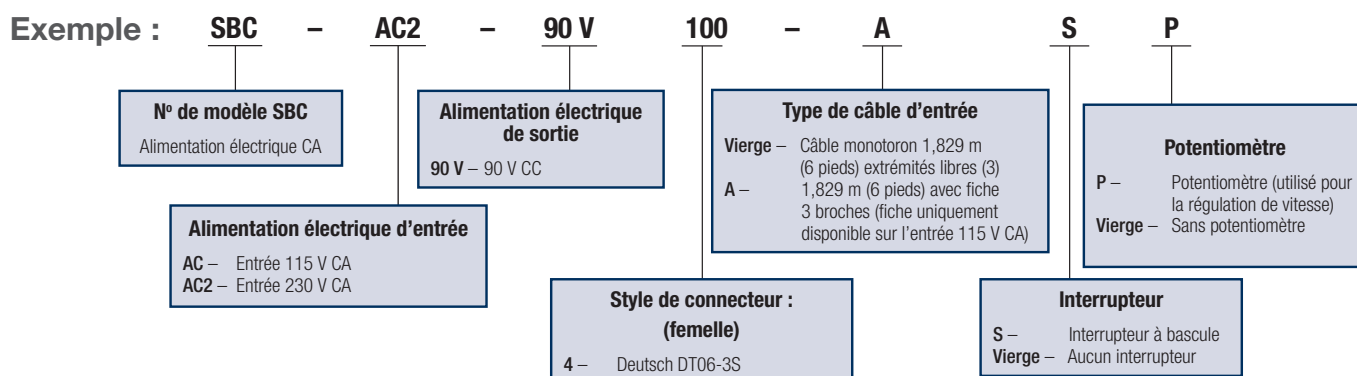 Exemple : SBC – AC2 – 90 V 100 – A S P
Nº de modèle SBC
Alimentation électrique CA
Alimentation électrique d’entrée
AC – Entrée 115 V CA
AC2 – Entrée 230 V CA
Alimentation électrique
de sortie
90 V – 90 V CC
Style de connecteur :
(femelle)
4 – Deutsch DT06-3S
Type de câble d’entrée
Vierge – Câble monotoron 1,829 m
(6 pieds) extrémités libres (3)
A – 1,829 m (6 pieds) avec fiche
3 broches (fiche uniquement
disponible sur l’entrée 115 V CA)
Interrupteur
S – Interrupteur à bascule
Vierge – Aucun interrupteur
Potentiomètre
P – Potentiomètre (utilisé pour
la régulation de vitesse)
Vierge – Sans potentiomètre